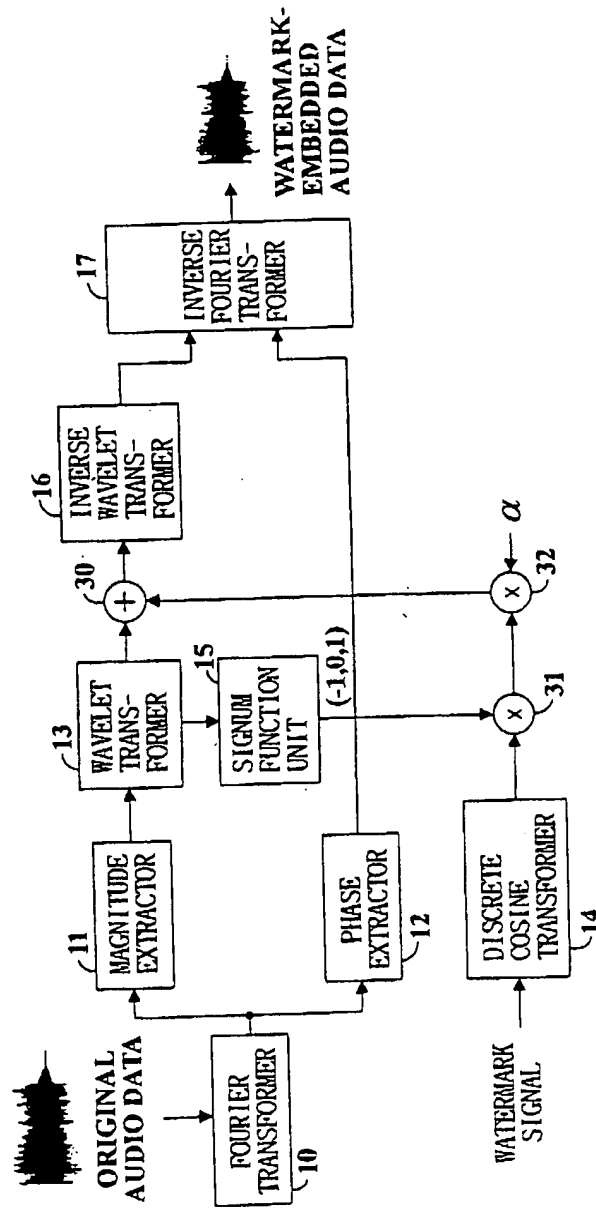 ORIGINAL
AUDIO DATA
FOURIER
TRANSFORMER
10
11
MAGNITUDE
EXTRACTOR
PHASE
EXTRACTOR
12
13
WAVELET
TRANS-
FORMER
15
SIGNUM
FUNCTION
UNIT
(-1,0,1)
WATERMARK
SIGNAL
DISCRETE
COSINE
TRANSFORMER
14
×
31
×
32
α
30
+
16
INVERSE
WAVELET
TRANS-
FORMER
17
INVERSE
FOURIER
TRANS-
FORMER
WATERMARK-
EMBEDDED
AUDIO DATA